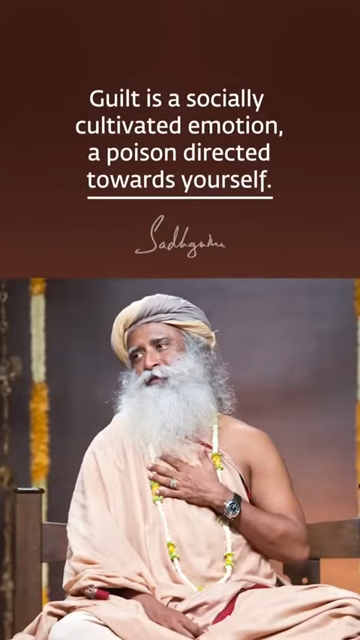 Guilt is a socially
cultivated emotion,
a poison directed
towards yourself.
Sadhguru